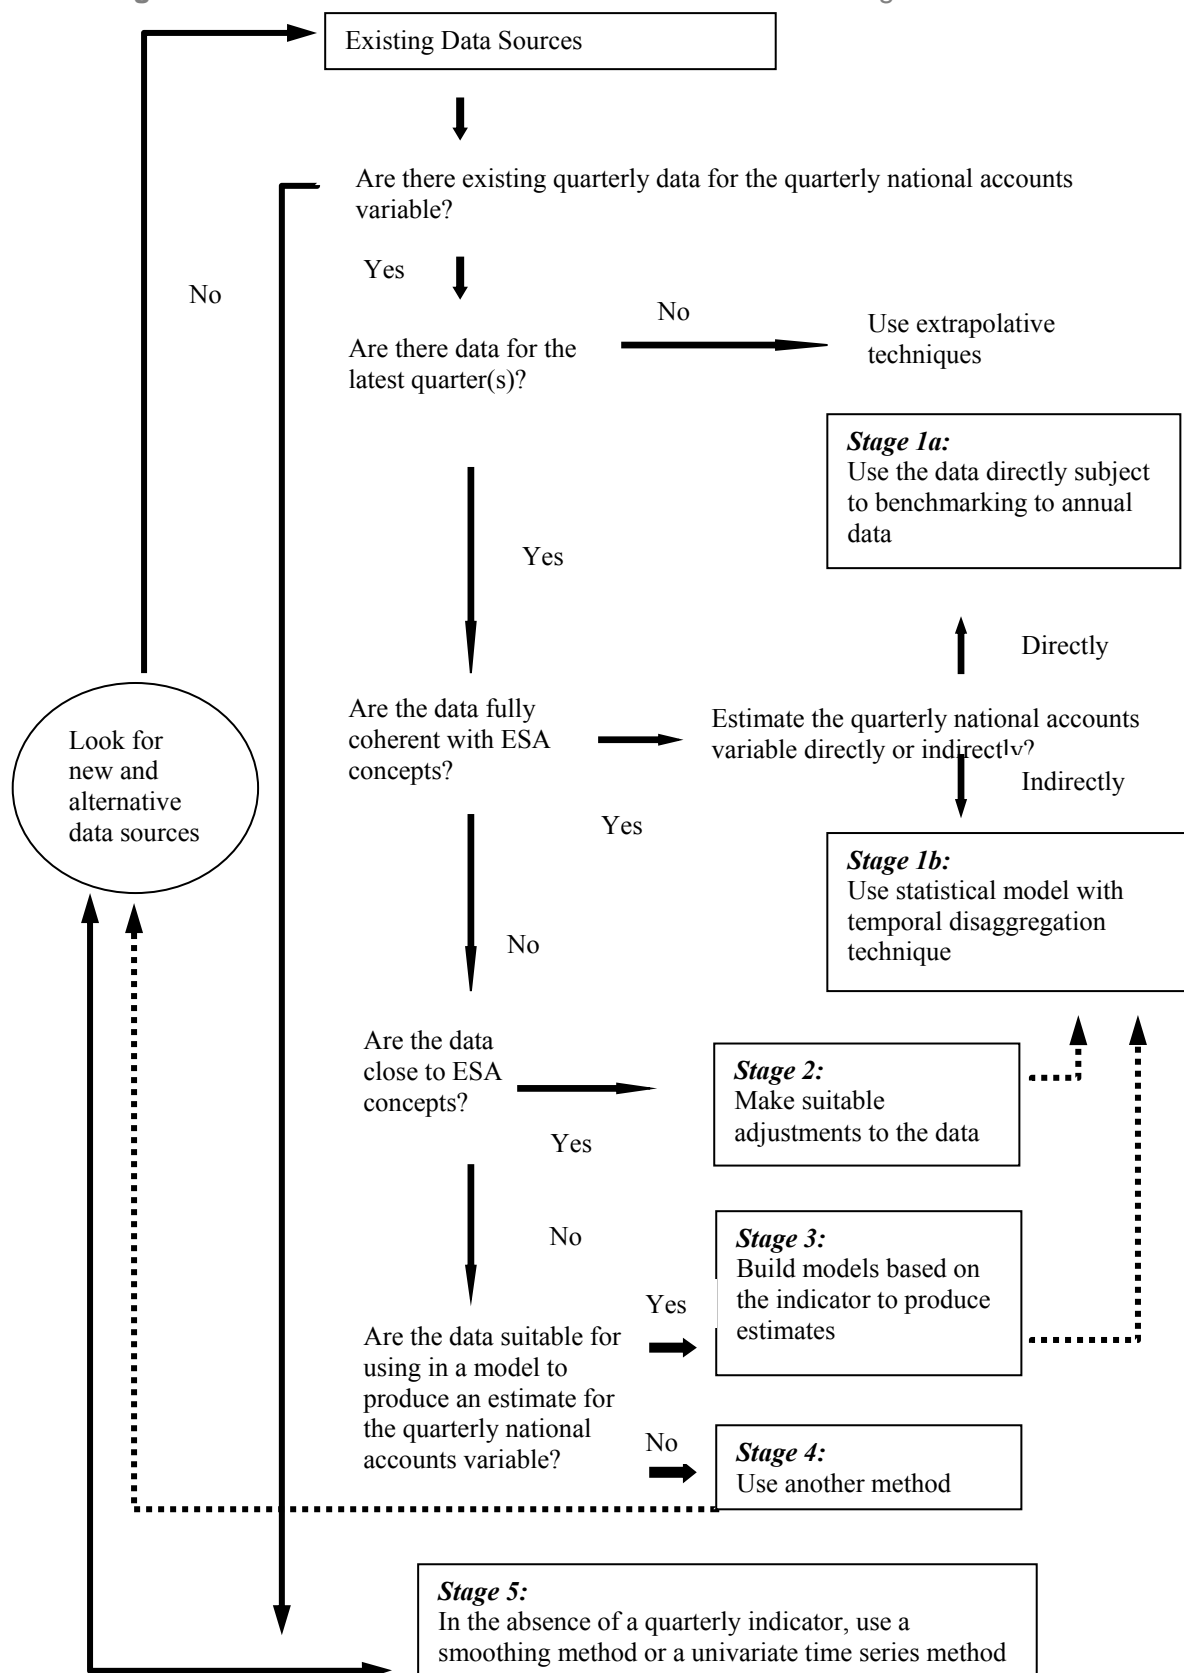 Existing Data Sources
Are there existing quarterly data for the quarterly national accounts
variable?
Yes
No
No
Use extrapolative
techniques
Are there data for the
latest quarter(s)?
Stage 1a:
Use the data directly subject
to benchmarking to annual
data
Yes
Directly
Are the data fully
coherent with ESA
concepts?
Estimate the quarterly national accounts
variable directly or indirectly?
Look for
new and
alternative
data sources
Indirectly
Yes
Stage 1b:
Use statistical model with
temporal disaggregation
technique
No
Are the data
close to ESA
concepts?
Stage 2:
Make suitable
adjustments to the data
Yes
No
Stage 3:
Build models based on
the indicator to produce
estimates
Yes
Are the data suitable for
using in a model to
produce an estimate for
the quarterly national
accounts variable?
No
Stage 4:
Use another method
Stage 5:
In the absence of a quarterly indicator, use a
smoothing method or a univariate time series method